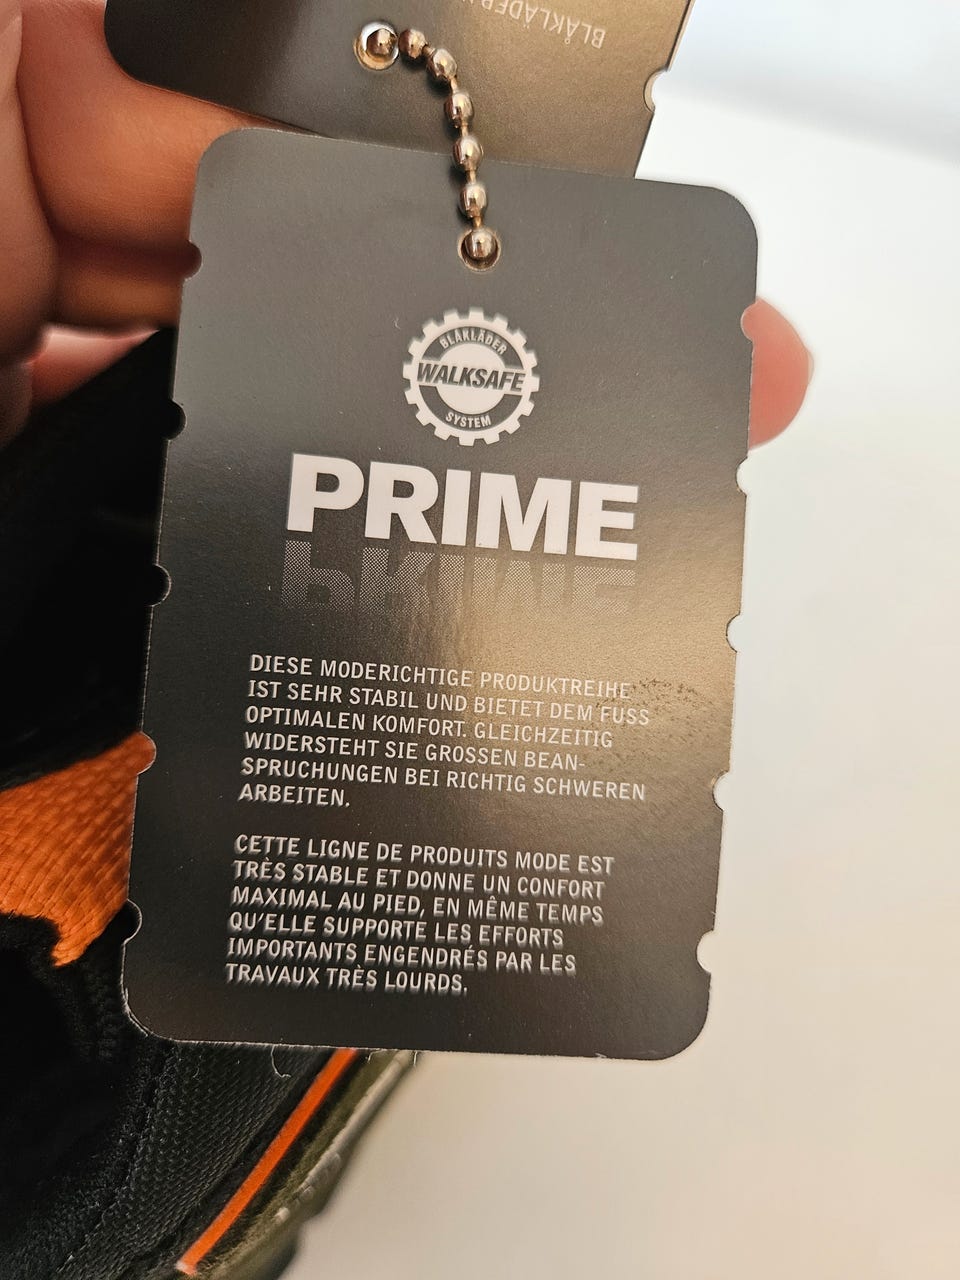 BLÅKLÄDER
BLÅKLÄDER
WALKSAFE
SYSTEM
PRIME
DIESE MODERICHTIGE PRODUKTREIHE
IST SEHR STABIL UND BIETET DEM FUSS
OPTIMALEN KOMFORT. GLEICHZEITIG
WIDERSTEHT SIE GROSSEN BEAN-
SPRUCHUNGEN BEI RICHTIG SCHWEREN
ARBEITEN.
CETTE LIGNE DE PRODUITS MODE EST
TRÈS STABLE ET DONNE UN CONFORT
MAXIMAL AU PIED, EN MÊME TEMPS
QU'ELLE SUPPORTE LES EFFORTS
IMPORTANTS ENGENDRÉS PAR LES
TRAVAUX TRÈS LOURDS.